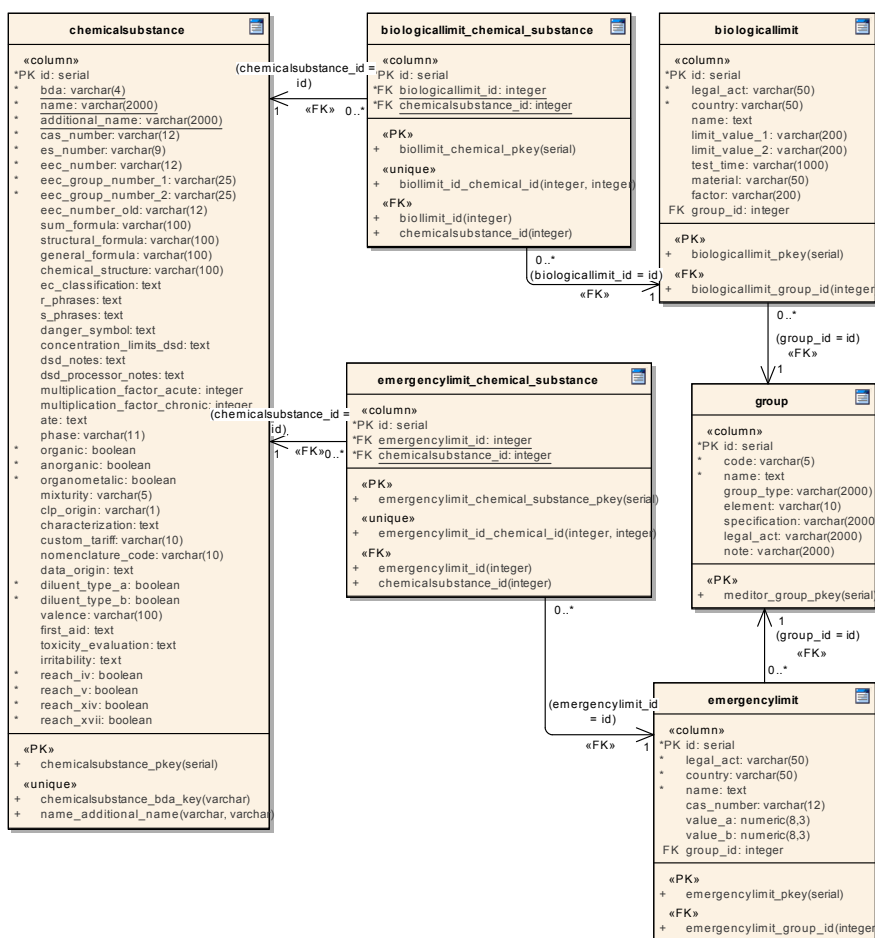 chemicalsubstance
«column»
*PK id: serial
* bda: varchar(4)
* name: varchar(2000)
* additional_name: varchar(2000)
* cas_number: varchar(12)
* es_number: varchar(9)
* eec_number: varchar(12)
* eec_group_number_1: varchar(25)
* eec_group_number_2: varchar(25)
eec_number_old: varchar(12)
sum_formula: varchar(100)
structural_formula: varchar(100)
general_formula: varchar(100)
chemical_structure: varchar(100)
ec_classification: text
r_phrases: text
s_phrases: text
danger_symbol: text
concentration_limits_dsd: text
dsd_notes: text
dsd_processor_notes: text
multiplication_factor_acute: integer
multiplication_factor_chronic: integer
ate: text
phase: varchar(11)
* organic: boolean
* anorganic: boolean
* organometalic: boolean
mixturity: varchar(5)
clp_origin: varchar(1)
characterization: text
custom_tariff: varchar(10)
nomenclature_code: varchar(10)
data_origin: text
* diluent_type_a: boolean
* diluent_type_b: boolean
valence: varchar(100)
first_aid: text
toxicity_evaluation: text
irritability: text
* reach_iv: boolean
* reach_v: boolean
* reach_xiv: boolean
* reach_xvii: boolean
«PK»
+ chemicalsubstance_pkey(serial)
«unique»
+ chemicalsubstance_bda_key(varchar)
+ name_additional_name(varchar, varchar)
(chemicalsubstance_id =
id)
1 «FK» 0..*
biologicallimit_chemical_substance
«column»
*PK id: serial
*FK biologicallimit_id: integer
*FK chemicalsubstance_id: integer
«PK»
+ biollimit_chemical_pkey(serial)
«unique»
+ biollimit_id_chemical_id(integer, integer)
«FK»
+ biollimit_id(integer)
+ chemicalsubstance_id(integer)
0..*
(biologicallimit_id = id)
«FK» 1
biologicallimit
«column»
*PK id: serial
* legal_act: varchar(50)
* country: varchar(50)
name: text
limit_value_1: varchar(200)
limit_value_2: varchar(200)
test_time: varchar(1000)
material: varchar(50)
factor: varchar(200)
FK group_id: integer
«PK»
+ biologicallimit_pkey(serial)
«FK»
+ biologicallimit_group_id(integer
0..*
(group_id = id)
«FK»
1
emergencylimit_chemical_substance
«column»
*PK id: serial
*FK emergencylimit_id: integer
*FK chemicalsubstance_id: integer
«PK»
+ emergencylimit_chemical_substance_pkey(serial)
«unique»
+ emergencylimit_id_chemical_id(integer, integer)
«FK»
+ emergencylimit_id(integer)
+ chemicalsubstance_id(integer)
(chemicalsubstance_id =
id)
1 «FK» 0..*
group
«column»
*PK id: serial
* code: varchar(5)
* name: text
group_type: varchar(2000)
element: varchar(10)
specification: varchar(2000
legal_act: varchar(2000)
note: varchar(2000)
«PK»
+ meditor_group_pkey(serial)
1
(group_id = id)
«FK»
0..*
0..*
(emergencylimit_id
= id)
«FK» 1
emergencylimit
«column»
*PK id: serial
* legal_act: varchar(50)
* country: varchar(50)
* name: text
cas_number: varchar(12)
value_a: numeric(8,3)
value_b: numeric(8,3)
FK group_id: integer
«PK»
+ emergencylimit_pkey(serial)
«FK»
+ emergencylimit_group_id(integer